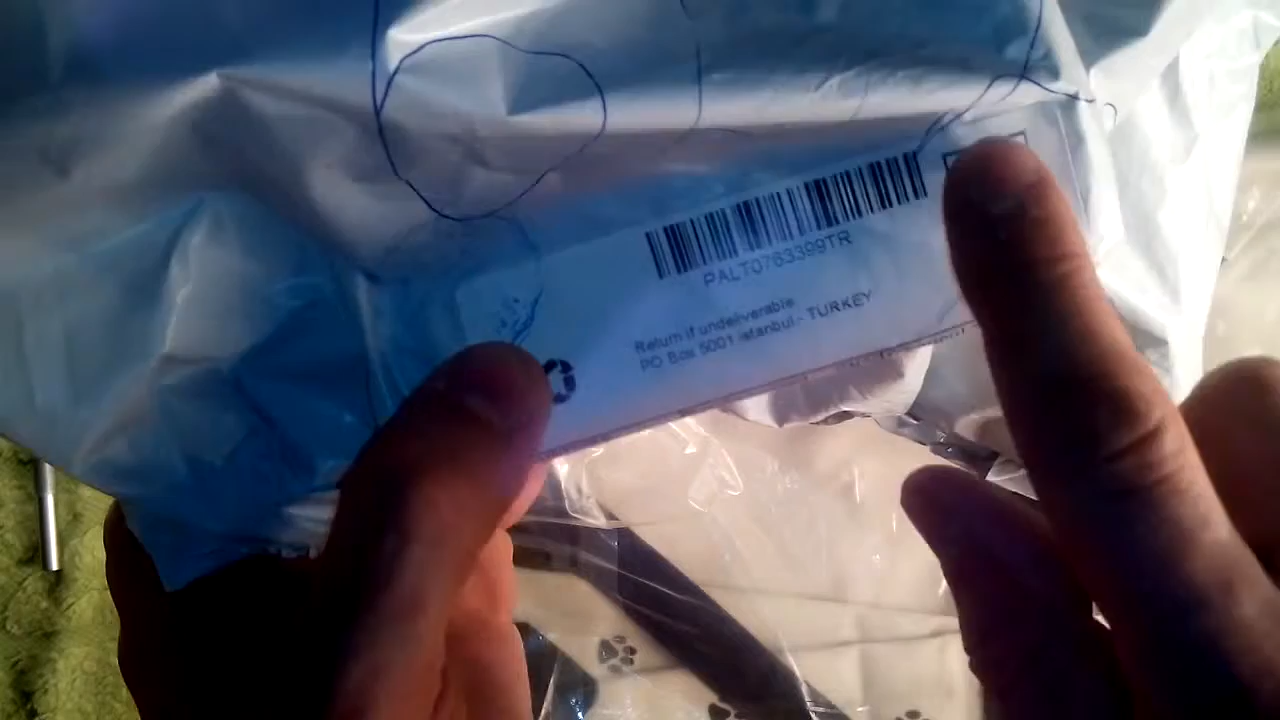 PALT0763399TR
Return if undeliverable
PO Box 5001 istanbul - TURKEY